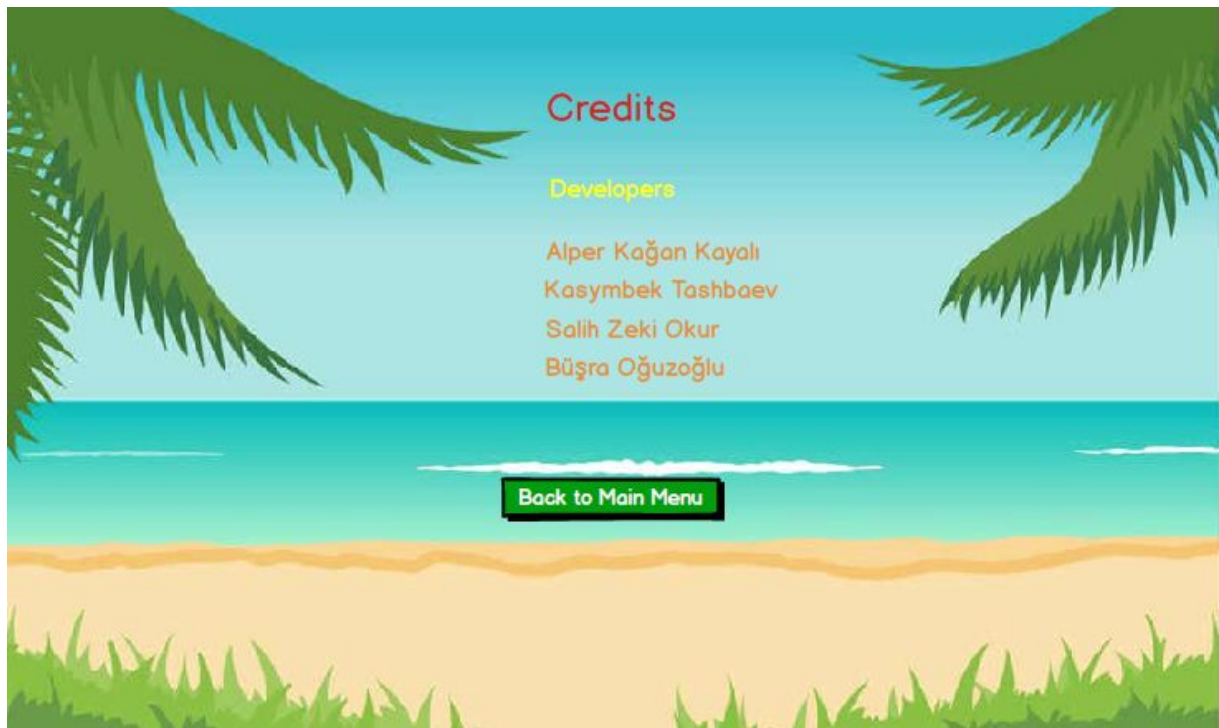 Credits
Developers
Alper Kağan Kayalı
Kasymbek Tashbaev
Salih Zeki Okur
Büşra Oğuzoğlu
Back to Main Menu